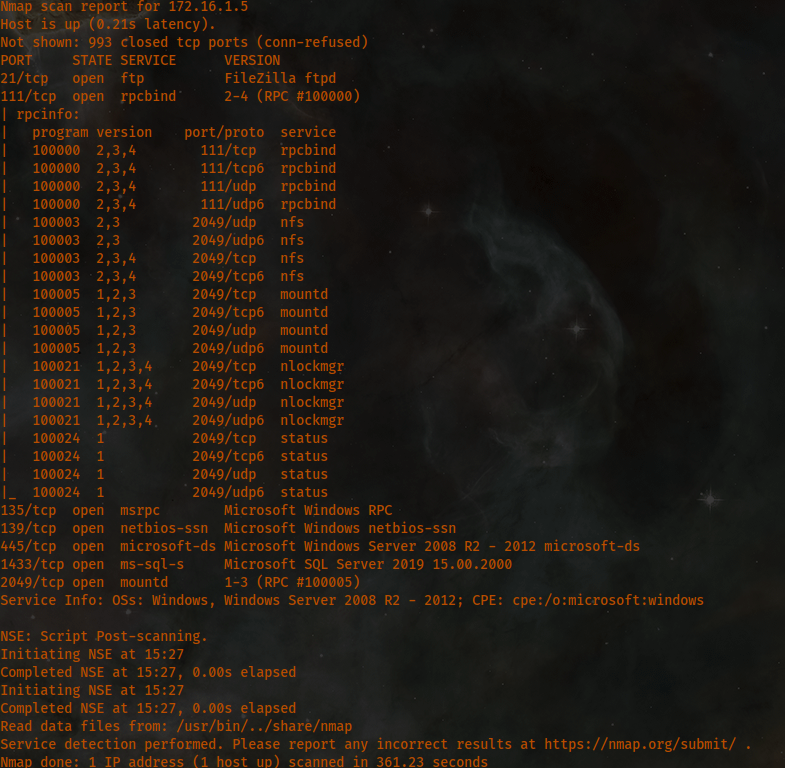 Nmap scan report for 172.16.1.5
Host is up (0.21s latency).
Not shown: 993 closed tcp ports (conn-refused)
PORT     STATE SERVICE      VERSION
21/tcp   open  ftp          FileZilla ftpd
111/tcp  open  rpcbind      2-4 (RPC #100000)
| rpcinfo:
|   program version    port/proto  service
|   100000  2,3,4        111/tcp   rpcbind
|   100000  2,3,4        111/tcp6  rpcbind
|   100000  2,3,4        111/udp   rpcbind
|   100000  2,3,4        111/udp6  rpcbind
|   100003  2,3         2049/udp   nfs
|   100003  2,3         2049/udp6  nfs
|   100003  2,3,4       2049/tcp   nfs
|   100003  2,3,4       2049/tcp6  nfs
|   100005  1,2,3       2049/tcp   mountd
|   100005  1,2,3       2049/tcp6  mountd
|   100005  1,2,3       2049/udp   mountd
|   100005  1,2,3       2049/udp6  mountd
|   100021  1,2,3,4     2049/tcp   nlockmgr
|   100021  1,2,3,4     2049/tcp6  nlockmgr
|   100021  1,2,3,4     2049/udp   nlockmgr
|   100021  1,2,3,4     2049/udp6  nlockmgr
|   100024  1           2049/tcp   status
|   100024  1           2049/tcp6  status
|   100024  1           2049/udp   status
|_  100024  1           2049/udp6  status
135/tcp  open  msrpc        Microsoft Windows RPC
139/tcp  open  netbios-ssn  Microsoft Windows netbios-ssn
445/tcp  open  microsoft-ds Microsoft Windows Server 2008 R2 - 2012 microsoft-ds
1433/tcp open  ms-sql-s     Microsoft SQL Server 2019 15.00.2000
2049/tcp open  mountd       1-3 (RPC #100005)
Service Info: OSs: Windows, Windows Server 2008 R2 - 2012; CPE: cpe:/o:microsoft:windows
NSE: Script Post-scanning.
Initiating NSE at 15:27
Completed NSE at 15:27, 0.00s elapsed
Initiating NSE at 15:27
Completed NSE at 15:27, 0.00s elapsed
Read data files from: /usr/bin/../share/nmap
Service detection performed. Please report any incorrect results at https://nmap.org/submit/ .
Nmap done: 1 IP address (1 host up) scanned in 361.23 seconds